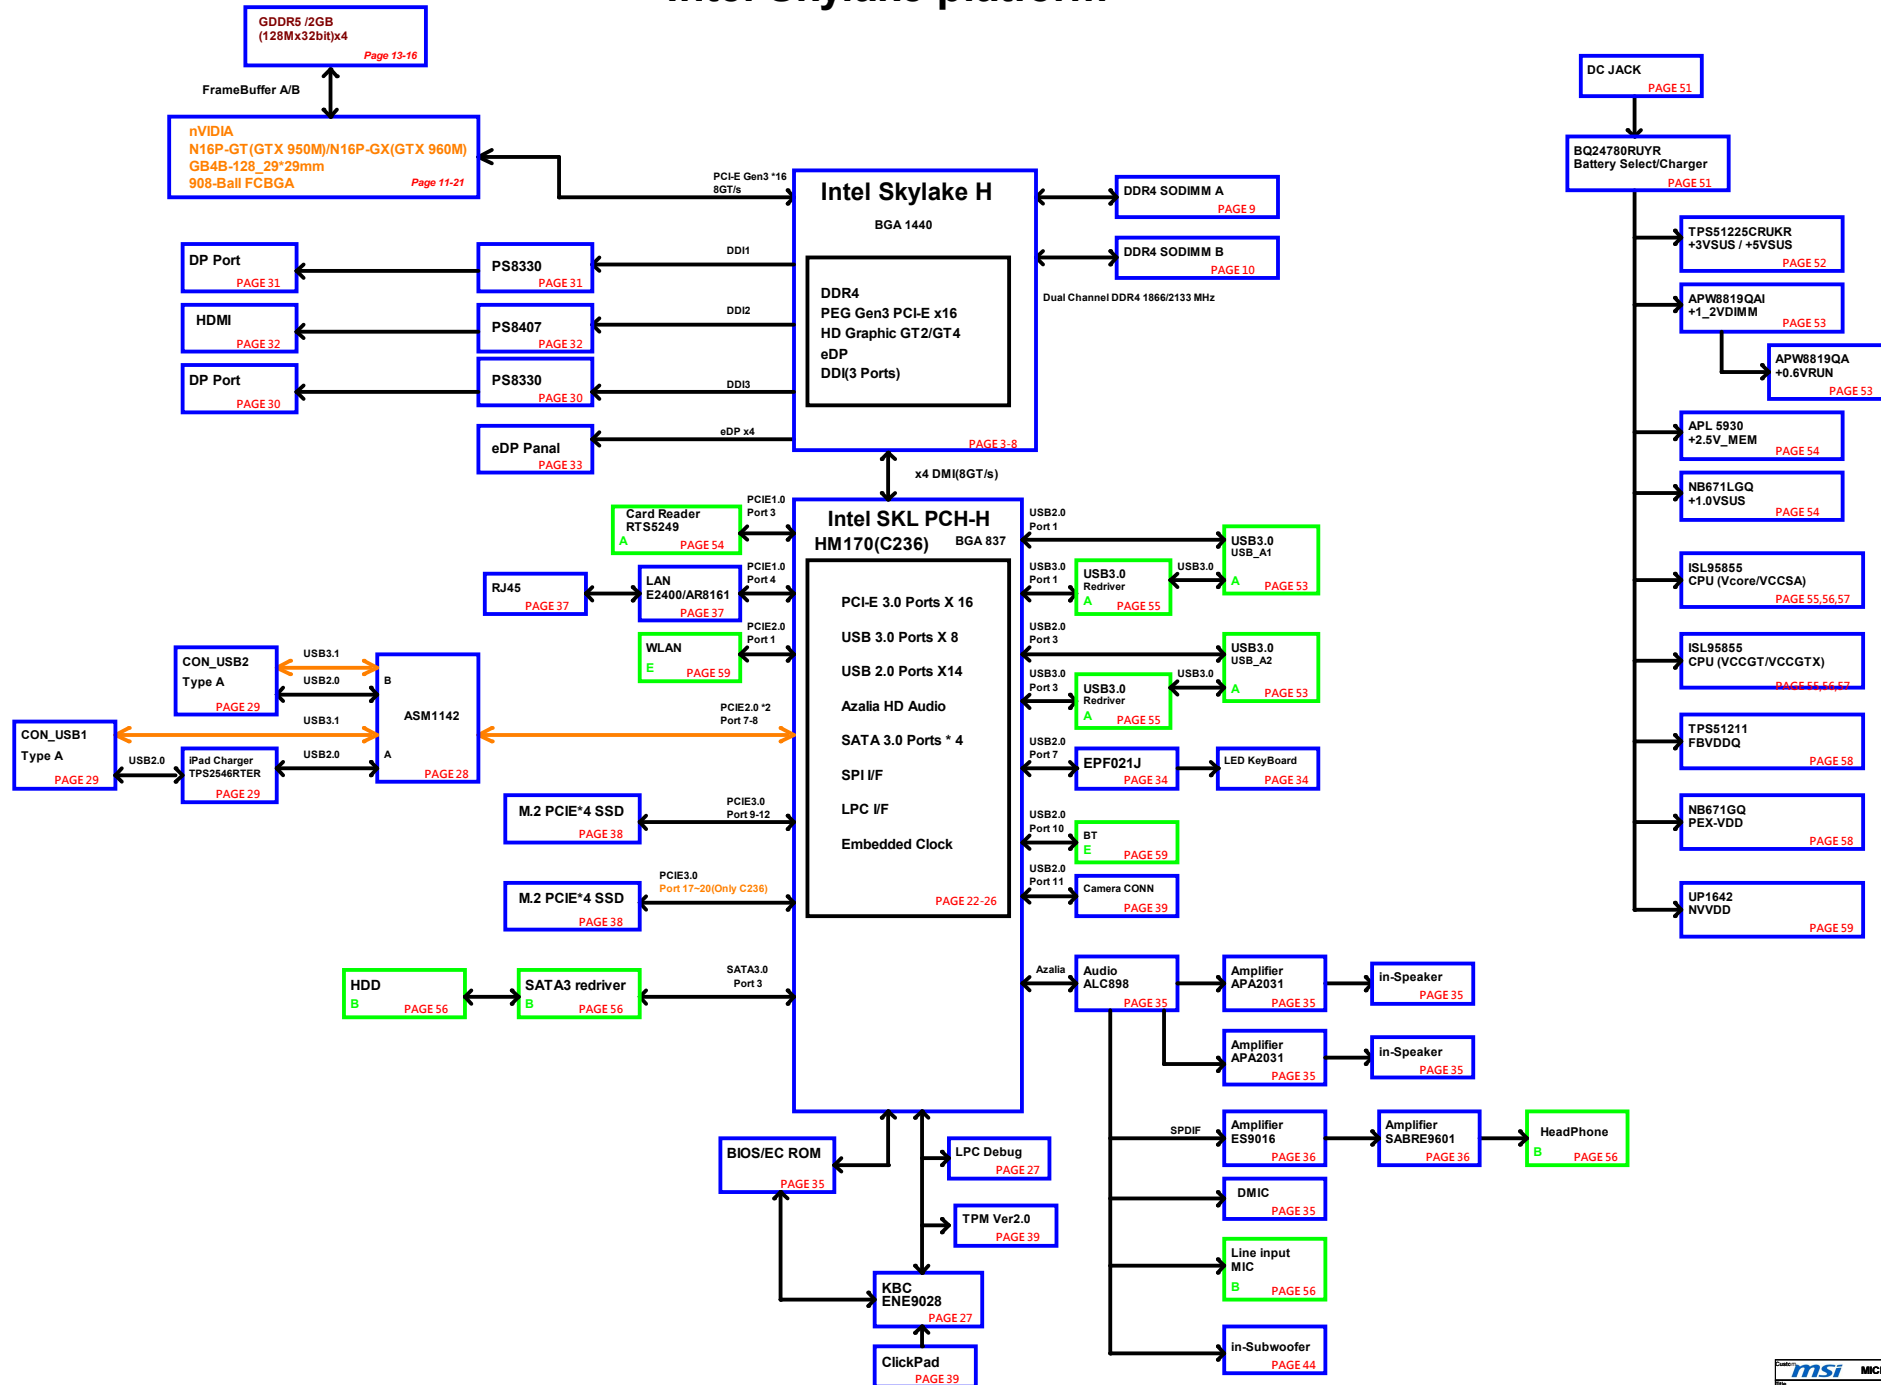 Intel Skylake platform
GDDR5 /2GB
(128Mx32bit)x4
Page 13-16
FrameBuffer A/B
nVIDIA
N16P-GT(GTX 950M)/N16P-GX(GTX 960M)
GB4B-128_29*29mm
908-Ball FCBGA
Page 11-21
PCI-E Gen3 *16
8GT/s
Intel Skylake H
BGA 1440
DDR4
PEG Gen3 PCI-E x16
HD Graphic GT2/GT4
eDP
DDI(3 Ports)
PAGE 3-8
DDR4 SODIMM A
PAGE 9
DDR4 SODIMM B
PAGE 10
Dual Channel DDR4 1866/2133 MHz
DP Port
PAGE 31
PS8330
PAGE 31
DDI1
HDMI
PAGE 32
PS8407
PAGE 32
DDI2
DP Port
PAGE 30
PS8330
PAGE 30
DDI3
eDP Panal
PAGE 33
eDP x4
x4 DMI(8GT/s)
Intel SKL PCH-H
HM170(C236)
BGA 837
PCI-E 3.0 Ports X 16
USB 3.0 Ports X 8
USB 2.0 Ports X14
Azalia HD Audio
SATA 3.0 Ports * 4
SPI I/F
LPC I/F
Embedded Clock
PAGE 22-26
Card Reader
RTS5249
A
PAGE 54
PCIE1.0
Port 3
RJ45
PAGE 37
LAN
E2400/AR8161
PAGE 37
PCIE1.0
Port 4
WLAN
E
PAGE 59
PCIE2.0
Port 1
CON_USB2
Type A
PAGE 29
USB3.1
USB2.0
CON_USB1
Type A
PAGE 29
USB3.1
USB2.0
iPad Charger
TPS2546RTER
PAGE 29
USB2.0
B
ASM1142
A
PAGE 28
PCIE2.0 *2
Port 7-8
M.2 PCIE*4 SSD
PAGE 38
PCIE3.0
Port 9-12
M.2 PCIE*4 SSD
PAGE 38
PCIE3.0
Port 17~20(Only C236)
HDD
B
PAGE 56
SATA3 redriver
B
PAGE 56
SATA3.0
Port 3
USB2.0
Port 1
USB3.0
USB_A1
A
PAGE 53
USB3.0
Port 1
USB3.0
Redriver
A
PAGE 55
USB3.0
USB2.0
Port 3
USB3.0
USB_A2
A
PAGE 53
USB3.0
Port 3
USB3.0
Redriver
A
PAGE 55
USB3.0
USB2.0
Port 7
EPF021J
PAGE 34
LED KeyBoard
PAGE 34
USB2.0
Port 10
BT
E
PAGE 59
USB2.0
Port 11
Camera CONN
PAGE 39
Azalia
Audio
ALC898
PAGE 35
Amplifier
APA2031
PAGE 35
in-Speaker
PAGE 35
Amplifier
APA2031
PAGE 35
in-Speaker
PAGE 35
SPDIF
Amplifier
ES9016
PAGE 36
Amplifier
SABRE9601
PAGE 36
HeadPhone
B
PAGE 56
DMIC
PAGE 35
Line input
MIC
B
PAGE 56
in-Subwoofer
PAGE 44
BIOS/EC ROM
PAGE 35
LPC Debug
PAGE 27
TPM Ver2.0
PAGE 39
KBC
ENE9028
PAGE 27
ClickPad
PAGE 39
DC JACK
PAGE 51
BQ24780RUYR
Battery Select/Charger
PAGE 51
TPS51225CRUKR
+3VSUS / +5VSUS
PAGE 52
APW8819QAI
+1_2VDIMM
PAGE 53
APW8819QA
+0.6VRUN
PAGE 53
APL 5930
+2.5V_MEM
PAGE 54
NB671LGQ
+1.0VSUS
PAGE 54
ISL95855
CPU (Vcore/VCCSA)
PAGE 55,56,57
ISL95855
CPU (VCCGT/VCCGTX)
PAGE 55,56,57
TPS51211
FBVDDQ
PAGE 58
NB671GQ
PEX-VDD
PAGE 58
UP1642
NVVDD
PAGE 59
msi